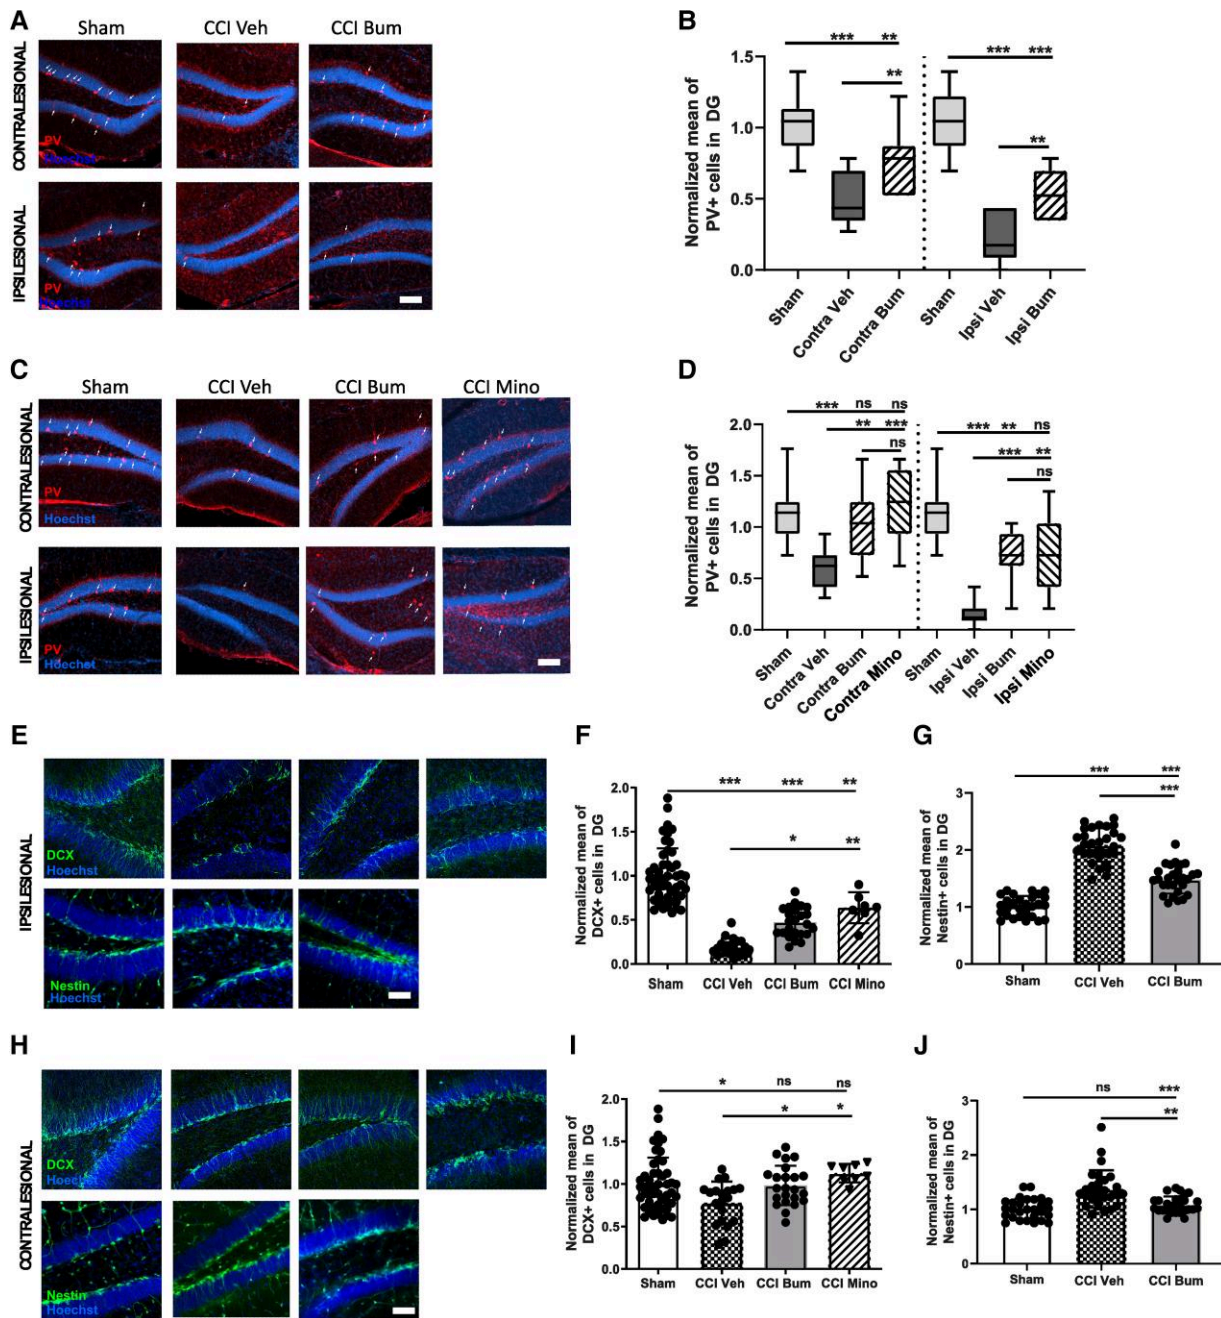 A
Sham
CCI Veh
CCI Bum
CONTRALESIONAL
PV
Hoechst
IPSILESIONAL
PV
Hoechst
B
*** **
**
*** ***
**
Normalized mean of
PV+ cells in DG
1.5
1.0
0.5
0.0
Sham
Contra Veh
Contra Bum
Sham
Ipsi Veh
Ipsi Bum
C
Sham
CCI Veh
CCI Bum
CCI Mino
CONTRALESIONAL
PV
Hoechst
IPSILESIONAL
PV
Hoechst
D
*** ns ns
** ***
ns
*** ** ns
*** **
ns
Normalized mean of
PV+ cells in DG
2.0
1.5
1.0
0.5
0.0
Sham
Contra Veh
Contra Bum
Contra Mino
Sham
Ipsi Veh
Ipsi Bum
Ipsi Mino
E
IPSILESIONAL
DCX
Hoechst
Nestin
Hoechst
F
*** *** **
* **
Normalized mean of
DCX+ cells in DG
2.0
1.5
1.0
0.5
0.0
Sham
CCI Veh
CCI Bum
CCI Mino
G
*** ***
***
Normalized mean of
Nestin+ cells in DG
3
2
1
0
Sham
CCI Veh
CCI Bum
H
CONTRALESIONAL
DCX
Hoechst
Nestin
Hoechst
I
* ns ns
* *
Normalized mean of
DCX+ cells in DG
2.0
1.5
1.0
0.5
0.0
Sham
CCI Veh
CCI Bum
CCI Mino
J
ns ***
**
Normalized mean of
Nestin+ cells in DG
3
2
1
0
Sham
CCI Veh
CCI Bum